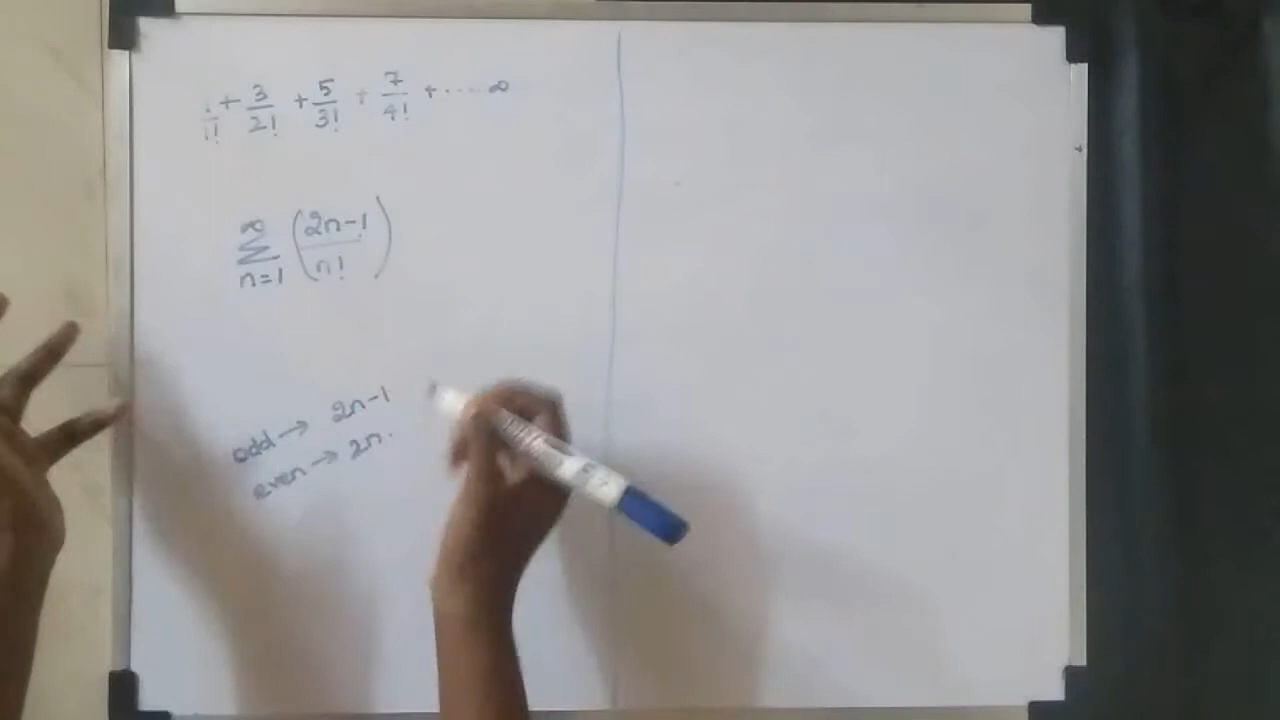 1/1! + 3/2! + 5/3! + 7/4! + .... ∞
∞
Σ (2n-1/n!)
n=1
odd → 2n-1
even → 2n.